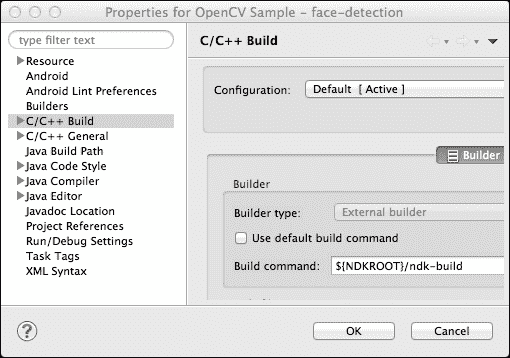 Properties for OpenCV Sample - face-detection
type filter text
Resource
Android
Android Lint Preferences
Builders
C/C++ Build
C/C++ General
Java Build Path
Java Code Style
Java Compiler
Java Editor
Javadoc Location
Project References
Run/Debug Settings
Task Tags
XML Syntax
C/C++ Build
Configuration: Default [ Active ]
Builder
Builder
Builder type: External builder
Use default build command
Build command: ${NDKROOT}/ndk-build
? OK Cancel